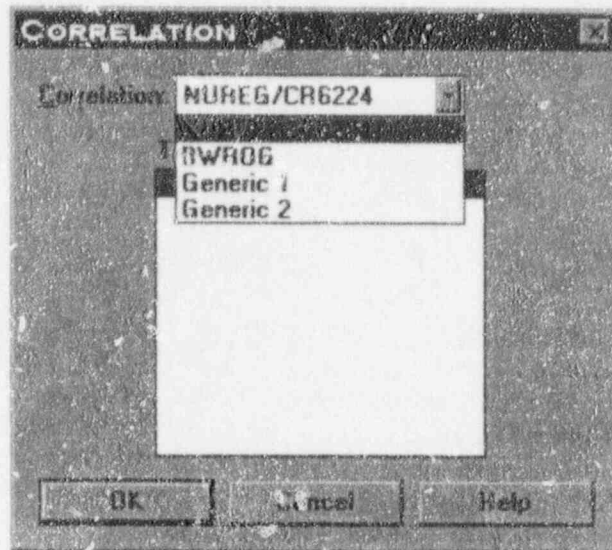 CORRELATION
Correlation: NUREG/CR6224
BWROG
Generic 1
Generic 2
OK Cancel Help